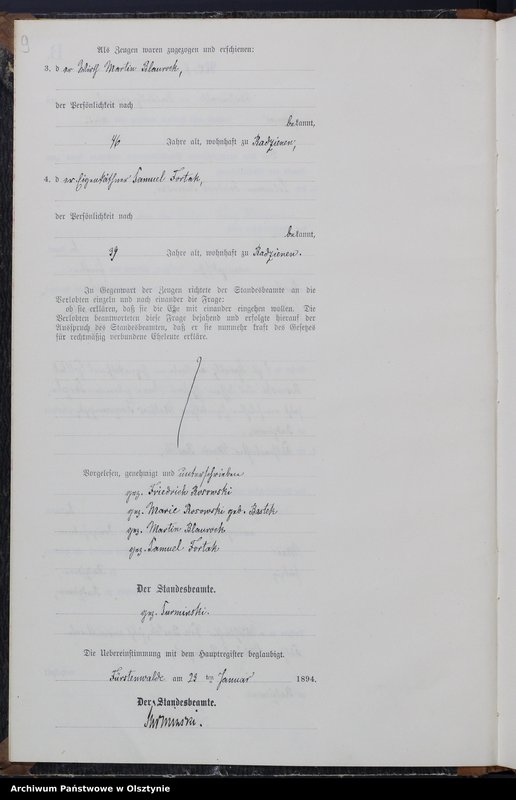 9
Als Zeugen waren zugezogen und erschienen:
3. d er Wirth Martin Blaurock,
der Persönlichkeit nach
bekannt,
46 Jahre alt, wohnhaft zu Radzienen,
4. d er Eigenkäthner Samuel Fortak,
der Persönlichkeit nach
bekannt,
39 Jahre alt, wohnhaft zu Radzienen.
In Gegenwart der Zeugen richtete der Standesbeamte an die
Verlobten einzeln und nach einander die Frage:
ob sie erklären, daß sie die Ehe mit einander eingehen wollen. Die
Verlobten beantworteten diese Frage bejahend und erfolgte hierauf der
Ausspruch des Standesbeamten, daß er sie nunmehr kraft des Gesetzes
für rechtmäßig verbundene Eheleute erkläre.
Vorgelesen, genehmigt und unterschrieben
gez. Friedrich Rosowski
gez. Marie Rosowski geb. Bastek
gez. Martin Blaurock
gez. Samuel Fortak
Der Standesbeamte.
gez. Surminski.
Die Uebereinstimmung mit dem Hauptregister beglaubigt.
Fürstenwalde am 23 ten Januar 1894.
Der Standesbeamte.
Surminski.
Archiwum Państwowe w Olsztynie